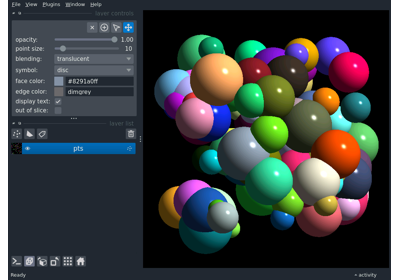 File View Plugins Window Help
layer controls
opacity: 1.00
point size: 10
blending: translucent
symbol: disc
face color: #8291a0ff
edge color: dimgrey
display text:
out of slice:
layer list
pts
Ready
activity